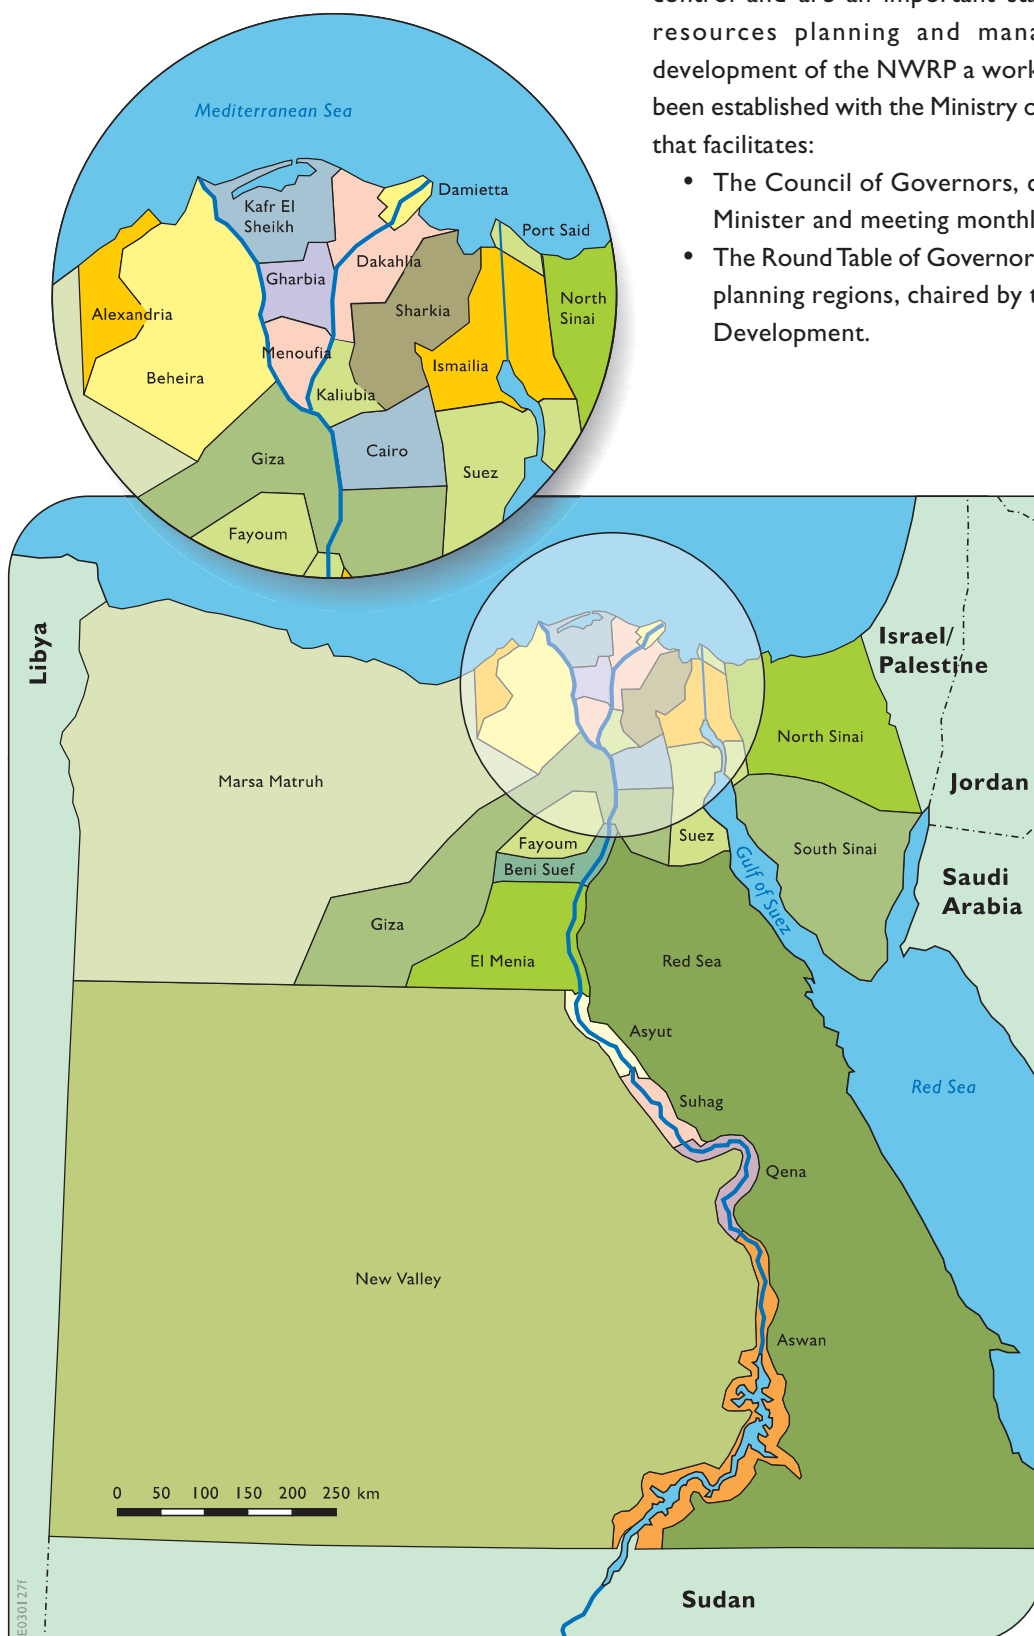 control and are an important
resources planning and
development of the NWRP a work
been established with the Ministry
that facilitates:
• The Council of Governors,
Minister and meeting monthl
• The Round Table of Governor
planning regions, chaired by
Development.
Mediterranean Sea
Damietta
Kafr El
Sheikh
Port Said
Dakahlia
Gharbia
North
Sinai
Alexandria
Sharkia
Menoufia
Ismailia
Beheira
Kaliubia
Cairo
Giza
Suez
Fayoum
Libya
Israel/
Palestine
North Sinai
Marsa Matruh
Jordan
Suez
Fayoum
South Sinai
Beni Suef
Gulf of Suez
Saudi
Arabia
Giza
El Menia
Red Sea
Asyut
Red Sea
Suhag
Qena
New Valley
Aswan
0 50 100 150 200 250 km
Sudan
E030127f